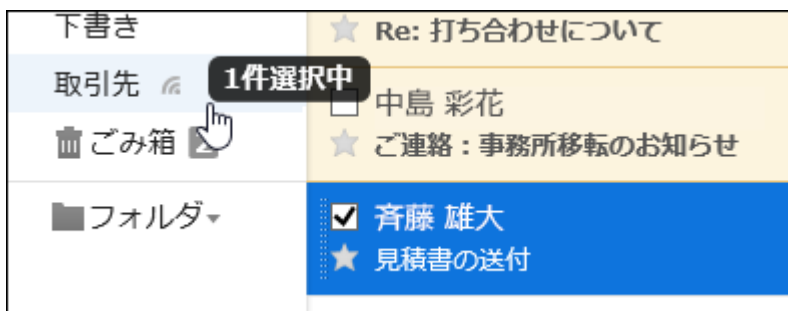 下書き
取引先
1件選択中
ごみ箱
フォルダ
Re: 打ち合わせについて
中島 彩花
ご連絡：事務所移転のお知らせ
斉藤 雄大
見積書の送付